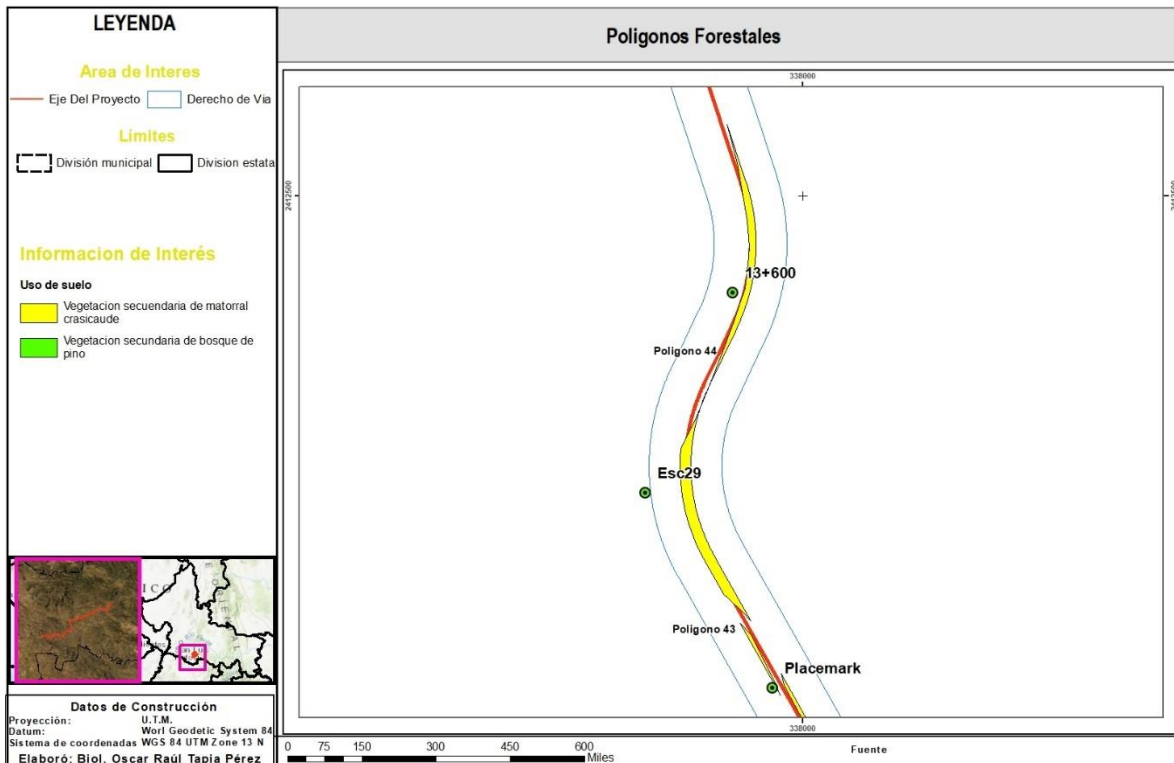 LEYENDA
Area de Interes
Eje Del Proyecto
Derecho de Via
Límites
División municipal
Division estata
Informacion de Interés
Uso de suelo
Vegetacion secuendaria de matorral
crasicaude
Vegetacion secundaria de bosque de
pino
ICO
Datos de Construcción
Proyección: U.T.M.
Datum: Worl Geodetic System 84
Sistema de coordenadas WGS 84 UTM Zone 13 N
Elaboró: Biol. Oscar Raúl Tapia Pérez
Poligonos Forestales
338000
2412500
13+600
Poligono 44
Esc29
Poligono 43
Placemark
338000
0 75 150 300 450 600
Miles
Fuente